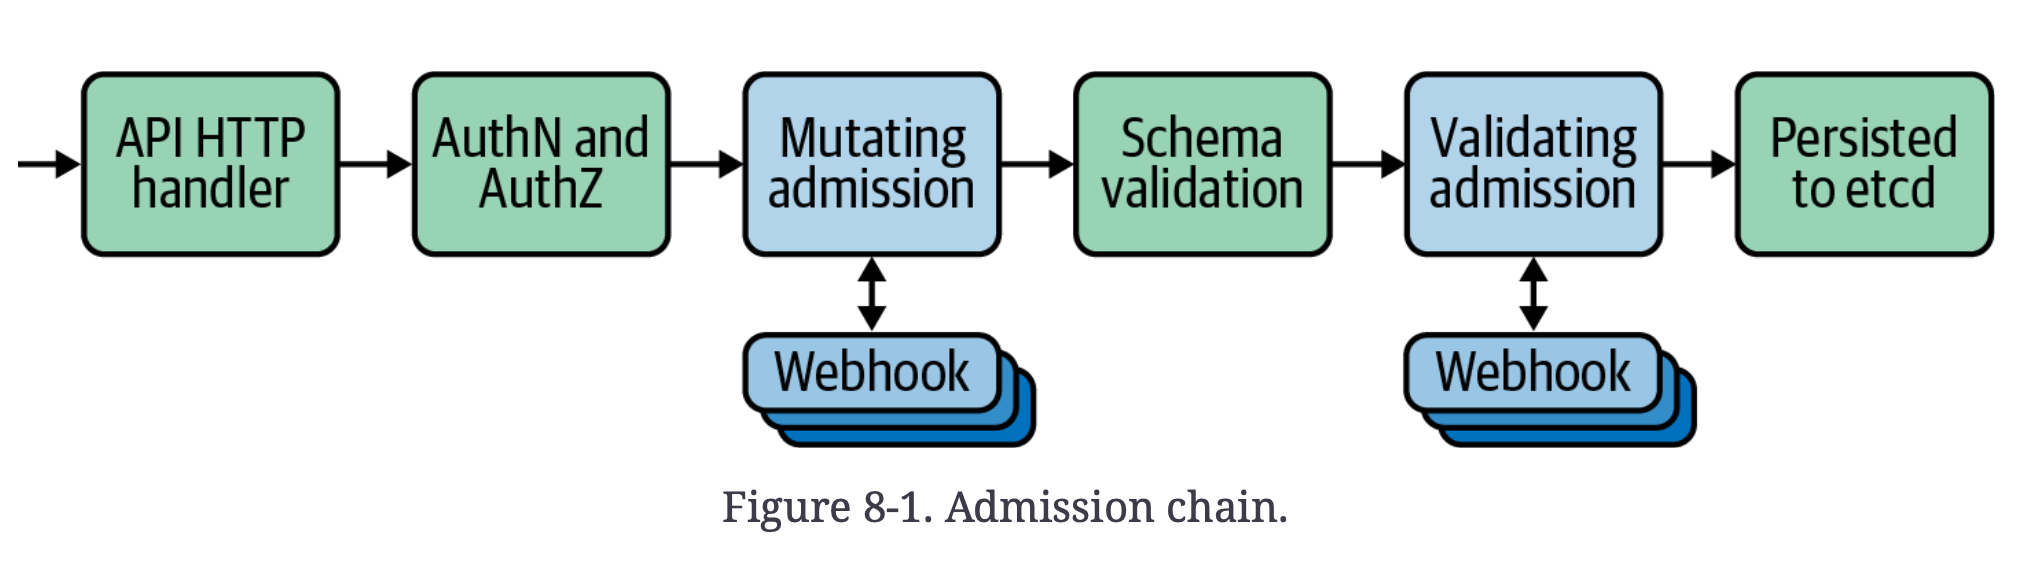 API HTTP
handler
AuthN and
AuthZ
Mutating
admission
Schema
validation
Validating
admission
Persisted
to etcd
Webhook
Webhook
Figure 8-1. Admission chain.